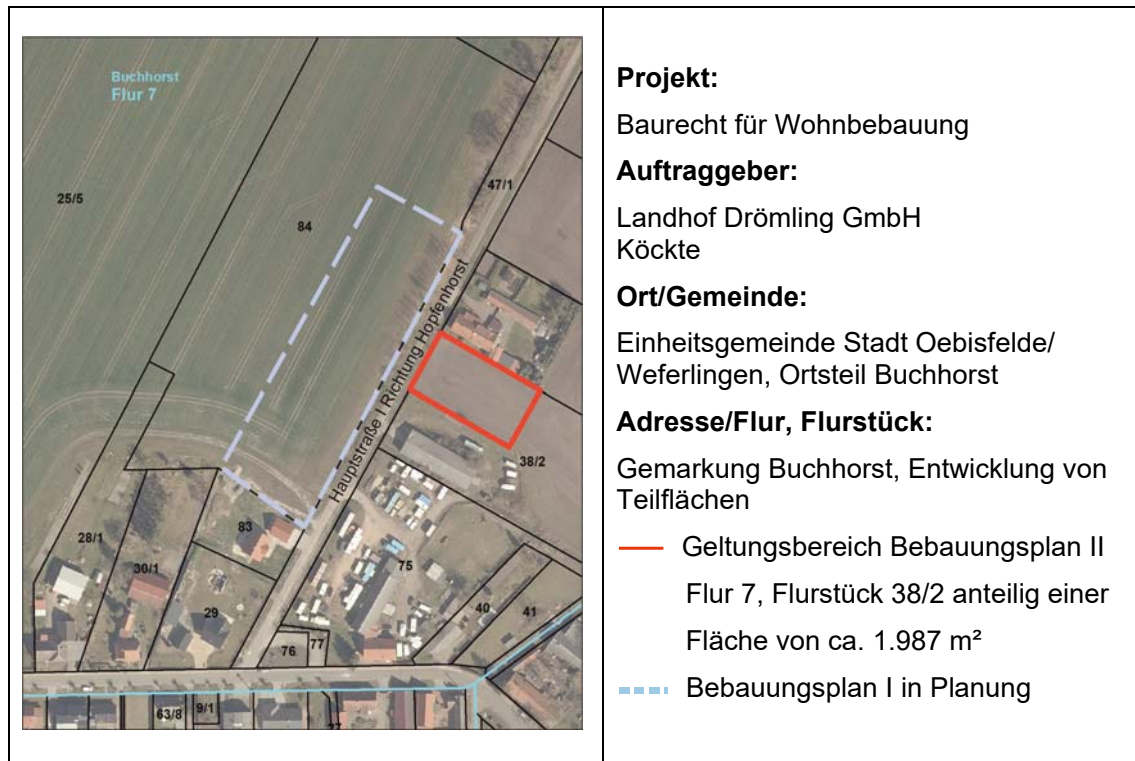 Buchhorst
Flur 7
25/5
84
47/1
Hauptstraße I Richtung Hopfenhorst
38/2
83
28/1
30/1
29
75
40
41
76
77
63/8
9/1
Projekt:
Baurecht für Wohnbebauung
Auftraggeber:
Landhof Drömling GmbH
Köckte
Ort/Gemeinde:
Einheitsgemeinde Stadt Oebisfelde/
Weferlingen, Ortsteil Buchhorst
Adresse/Flur, Flurstück:
Gemarkung Buchhorst, Entwicklung von
Teilflächen
Geltungsbereich Bebauungsplan II
Flur 7, Flurstück 38/2 anteilig einer
Fläche von ca. 1.987 m²
Bebauungsplan I in Planung